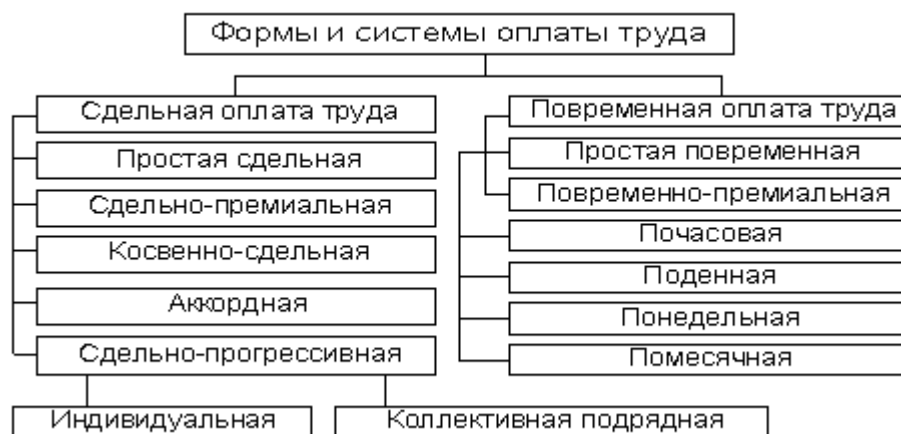 Формы и системы оплаты труда
Сдельная оплата труда
Простая сдельная
Сдельно-премиальная
Косвенно-сдельная
Аккордная
Сдельно-прогрессивная
Индивидуальная
Коллективная подрядная
Повременная оплата труда
Простая повременная
Повременно-премиальная
Почасовая
Поденная
Понедельная
Помесячная